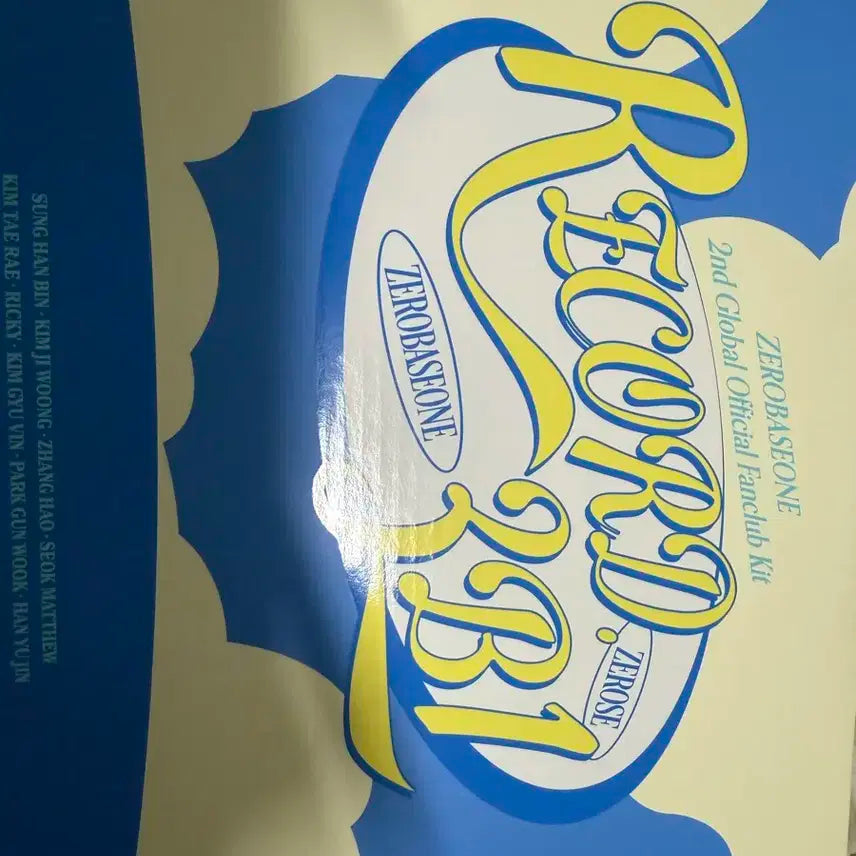 ZEROBASEONE
2nd Global Official Fanclub Kit
RECORD,
ZEROSE
ZB1
ZEROBASEONE
SUNG HAN BIN · KIM JI WOONG · ZHANG HAO · SEOK MATTHEW
KIM TAE RAE · RICKY · KIM GYU VIN · PARK GUN WOOK · HAN YU JIN